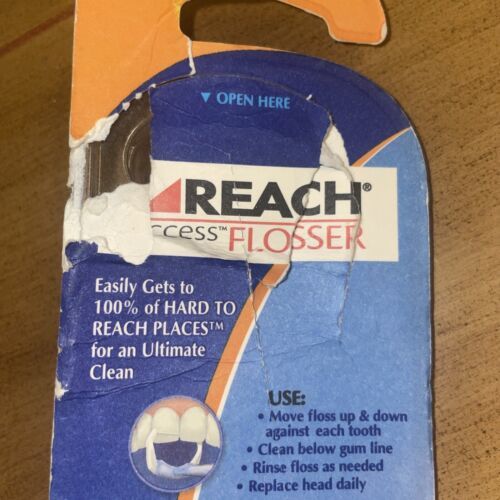 ▼ OPEN HERE
REACH®
ccess™ FLOSSER
Easily Gets to
100% of HARD TO
REACH PLACES™
for an Ultimate
Clean
USE:
• Move floss up & down
against each tooth
• Clean below gum line
• Rinse floss as needed
• Replace head daily